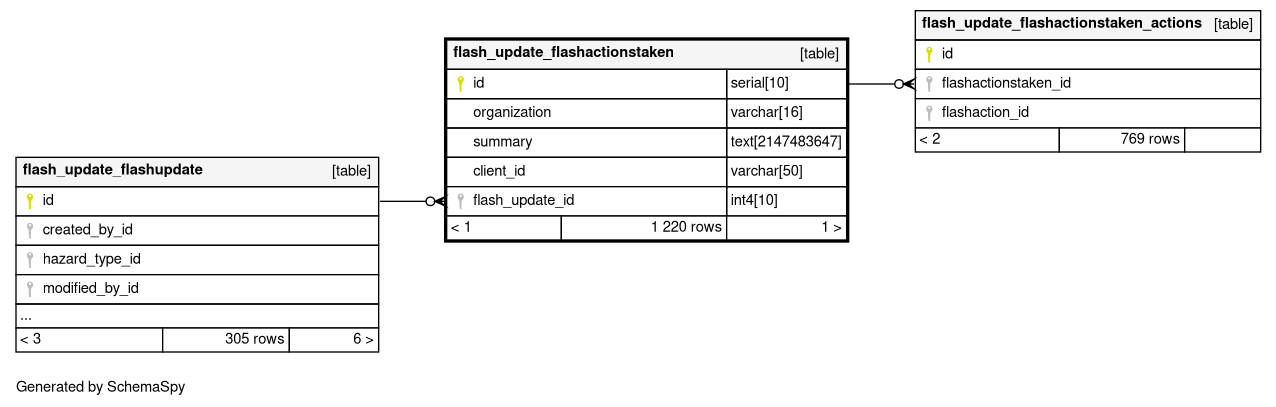 flash_update_flashupdate [table]
id
created_by_id
hazard_type_id
modified_by_id
...
< 3 305 rows 6 >
flash_update_flashactionstaken [table]
id serial[10]
organization varchar[16]
summary text[2147483647]
client_id varchar[50]
flash_update_id int4[10]
< 1 1 220 rows 1 >
flash_update_flashactionstaken_actions [table]
id
flashactionstaken_id
flashaction_id
< 2 769 rows
Generated by SchemaSpy